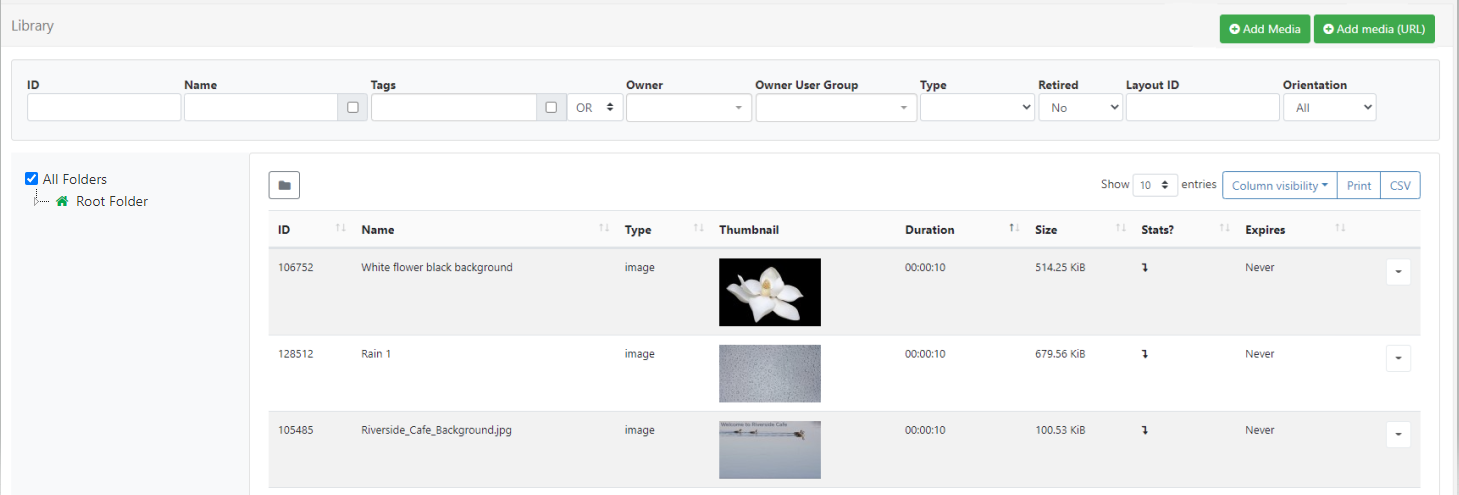 Library
Add Media
Add media (URL)
ID Name Tags Owner Owner User Group Type Retired Layout ID Orientation
OR No All
All Folders
Root Folder
Show 10 entries Column visibility Print CSV
ID Name Type Thumbnail Duration Size Stats? Expires
106752 White flower black background image 00:00:10 514.25 KiB Never
128512 Rain 1 image 00:00:10 679.56 KiB Never
105485 Riverside_Cafe_Background.jpg image 00:00:10 100.53 KiB Never
Welcome to Riverside Cafe